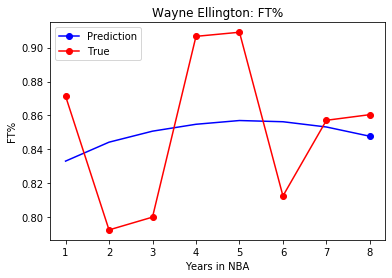 Wayne Ellington: FT%
Prediction
True
FT%
0.90
0.88
0.86
0.84
0.82
0.80
1 2 3 4 5 6 7 8
Years in NBA